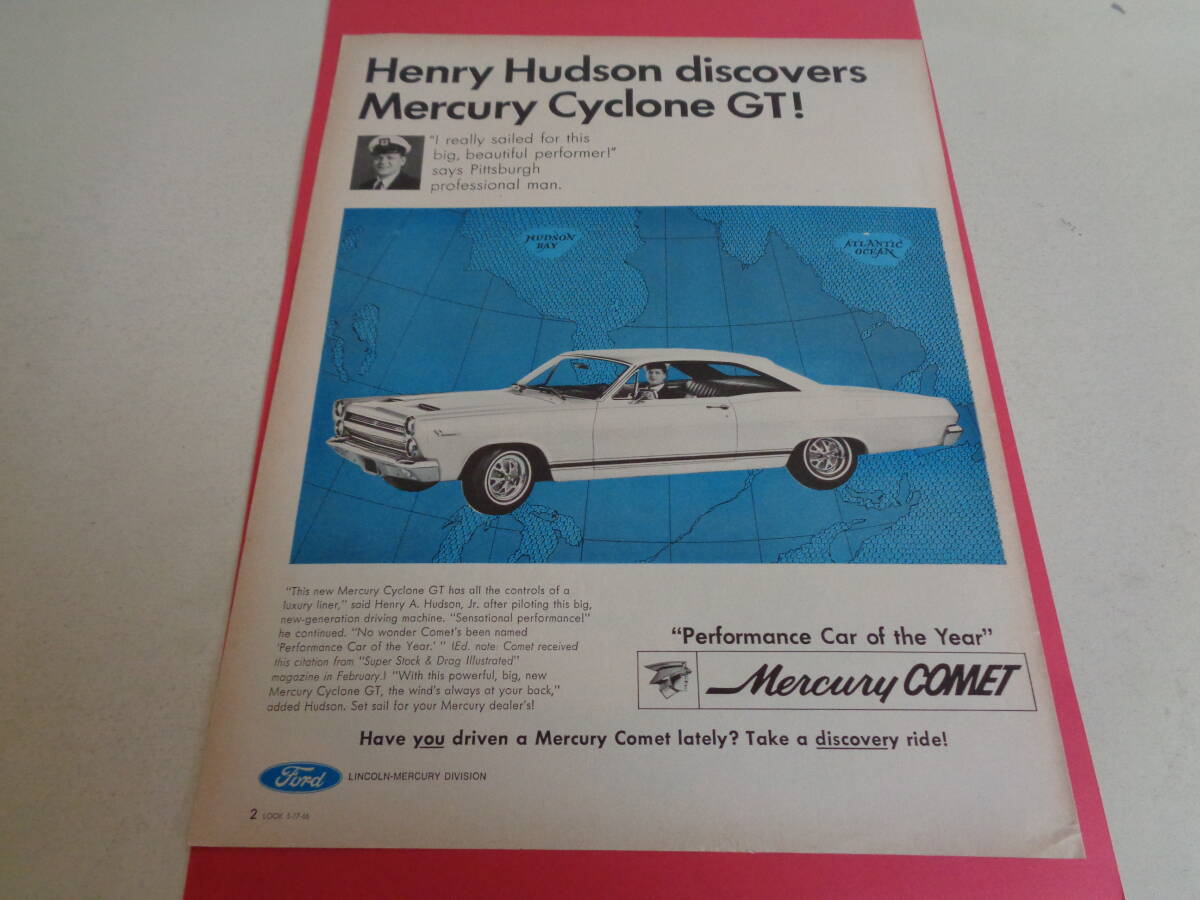 Henry Hudson discovers
Mercury Cyclone GT!
"I really sailed for this
big, beautiful performer!"
says Pittsburgh
professional man.
HUDSON
BAY
ATLANTIC
OCEAN
"This new Mercury Cyclone GT has all the controls of a
luxury liner," said Henry A. Hudson, Jr. after piloting this big,
new-generation driving machine. "Sensational performance!"
he continued. "No wonder Comet's been named
'Performance Car of the Year.' " (Ed. note: Comet received
this citation from "Super Stock & Drag Illustrated"
magazine in February.) "With this powerful, big, new
Mercury Cyclone GT, the wind's always at your back,"
added Hudson. Set sail for your Mercury dealer's!
"Performance Car of the Year"
Mercury COMET
Have you driven a Mercury Comet lately? Take a discovery ride!
Ford LINCOLN-MERCURY DIVISION
2 LOOK 5-17-66